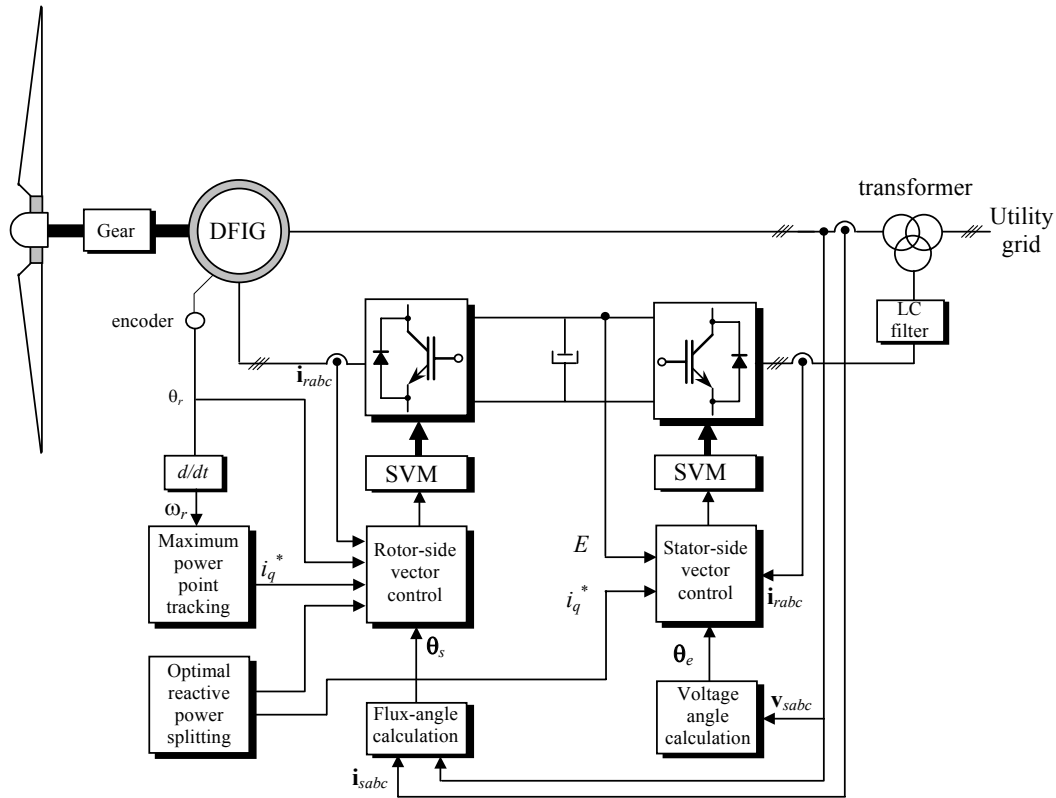 transformer
Utility
grid
Gear
DFIG
LC
filter
encoder
i_rabc
θ_r
SVM
SVM
d/dt
ω_r
Maximum
power
point
tracking
i_q^*
Rotor-side
vector
control
E
i_q^*
Stator-side
vector
control
i_rabc
θ_s
θ_e
Optimal
reactive
power
splitting
Flux-angle
calculation
Voltage
angle
calculation
v_sabc
i_sabc